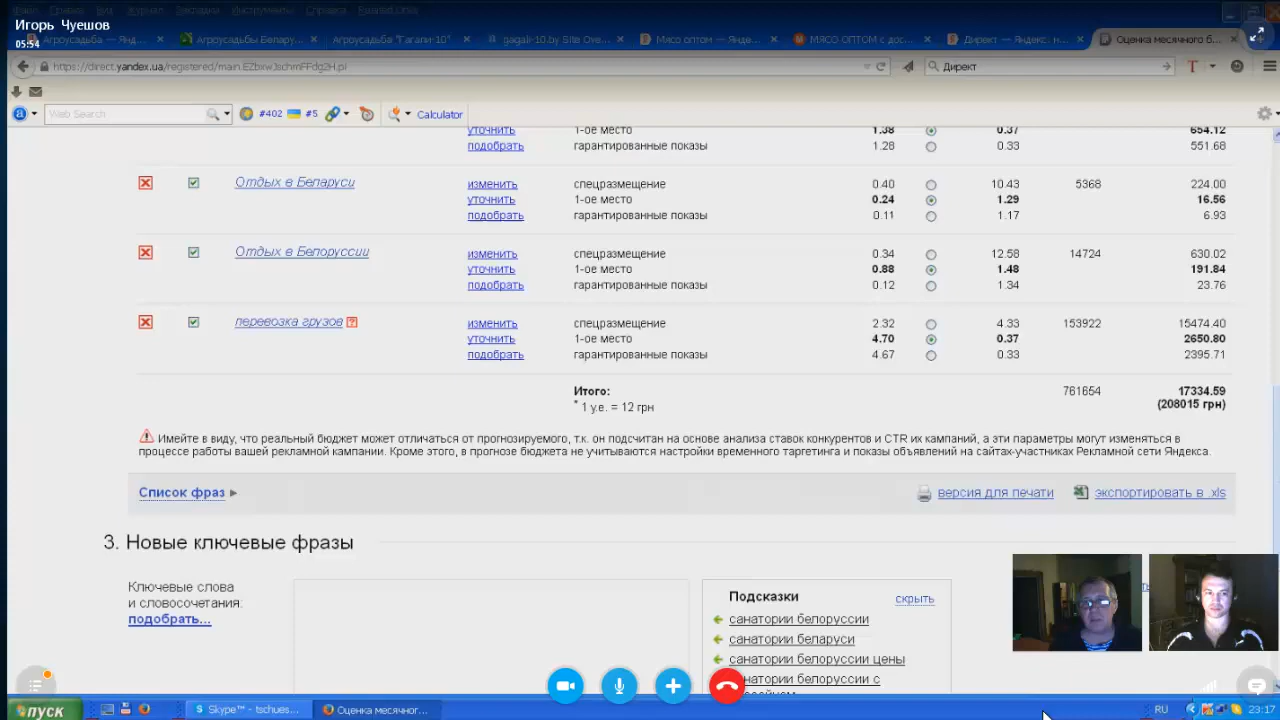 Игорь Чуешов
05:54
Агроусадьба — Янд...
Агроусадьбы Белару...
Агроусадьба "Гагали-10"
gagali-10.by Site Ove...
Мясо оптом — Яндe...
МЯСО ОПТОМ с дос...
Директ — Яндекс. н...
Оценка месячного б...
Директ
Web Search
#402
#5
Calculator
уточнить 1-ое место 1.38 0.37 654.12
подобрать гарантированные показы 1.28 0.33 551.68
Отдых в Беларуси изменить спецразмещение 0.40 10.43 5368 224.00
уточнить 1-ое место 0.24 1.29 16.56
подобрать гарантированные показы 0.11 1.17 6.93
Отдых в Белоруссии изменить спецразмещение 0.34 12.58 14724 630.02
уточнить 1-ое место 0.88 1.48 191.84
подобрать гарантированные показы 0.12 1.34 23.76
перевозка грузов ? изменить спецразмещение 2.32 4.33 153922 15474.40
уточнить 1-ое место 4.70 0.37 2650.80
подобрать гарантированные показы 4.67 0.33 2395.71
Итого: 761654 17334.59
* 1 у.е. = 12 грн (208015 грн)
Имейте в виду, что реальный бюджет может отличаться от прогнозируемого, т.к. он подсчитан на основе анализа ставок конкурентов и CTR их кампаний, а эти параметры могут изменяться в
процессе работы вашей рекламной кампании. Кроме этого, в прогнозе бюджета не учитываются настройки временного таргетинга и показы объявлений на сайтах-участниках Рекламной сети Яндекса.
Список фраз
версия для печати
экспортировать в .xls
3. Новые ключевые фразы
Ключевые слова
и словосочетания:
подобрать...
Подсказки
скрыть
санатории белоруссии
санатории беларуси
санатории белоруссии цены
санатории белоруссии с
пуск
Skype™ - tschues...
Оценка месячног...
RU
23:17